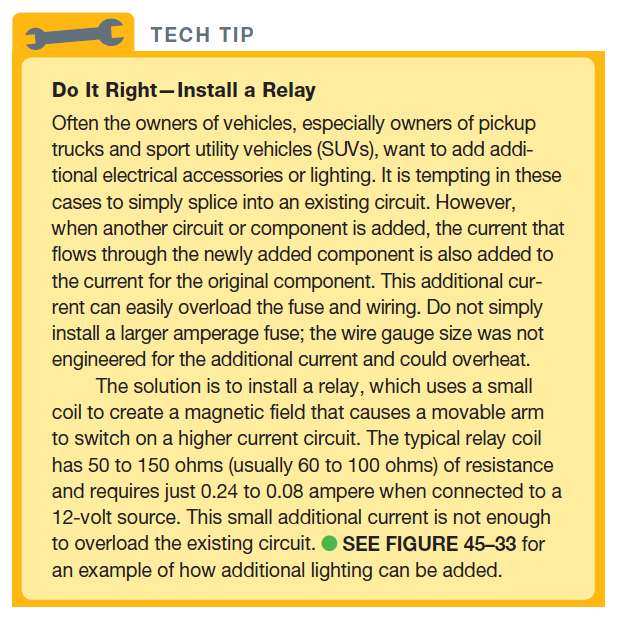 TECH TIP
Do It Right—Install a Relay
Often the owners of vehicles, especially owners of pickup
trucks and sport utility vehicles (SUVs), want to add addi-
tional electrical accessories or lighting. It is tempting in these
cases to simply splice into an existing circuit. However,
when another circuit or component is added, the current that
flows through the newly added component is also added to
the current for the original component. This additional cur-
rent can easily overload the fuse and wiring. Do not simply
install a larger amperage fuse; the wire gauge size was not
engineered for the additional current and could overheat.
The solution is to install a relay, which uses a small
coil to create a magnetic field that causes a movable arm
to switch on a higher current circuit. The typical relay coil
has 50 to 150 ohms (usually 60 to 100 ohms) of resistance
and requires just 0.24 to 0.08 ampere when connected to a
12-volt source. This small additional current is not enough
to overload the existing circuit. ● SEE FIGURE 45–33 for
an example of how additional lighting can be added.